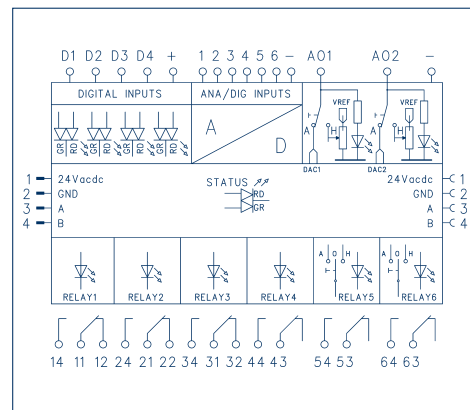 D1 D2 D3 D4 + 1 2 3 4 5 6 − AO1 AO2 −
DIGITAL INPUTS ANA/DIG INPUTS
VREF VREF
A D A H A H
GR RD GR RD GR RD GR RD
DAC1 DAC2
1 24Vacdc STATUS 24Vacdc 1
2 GND RD GND 2
3 A GR A 3
4 B B 4
A O H A O H
RELAY1 RELAY2 RELAY3 RELAY4 RELAY5 RELAY6
14 11 12 24 21 22 34 31 32 44 43 54 53 64 63